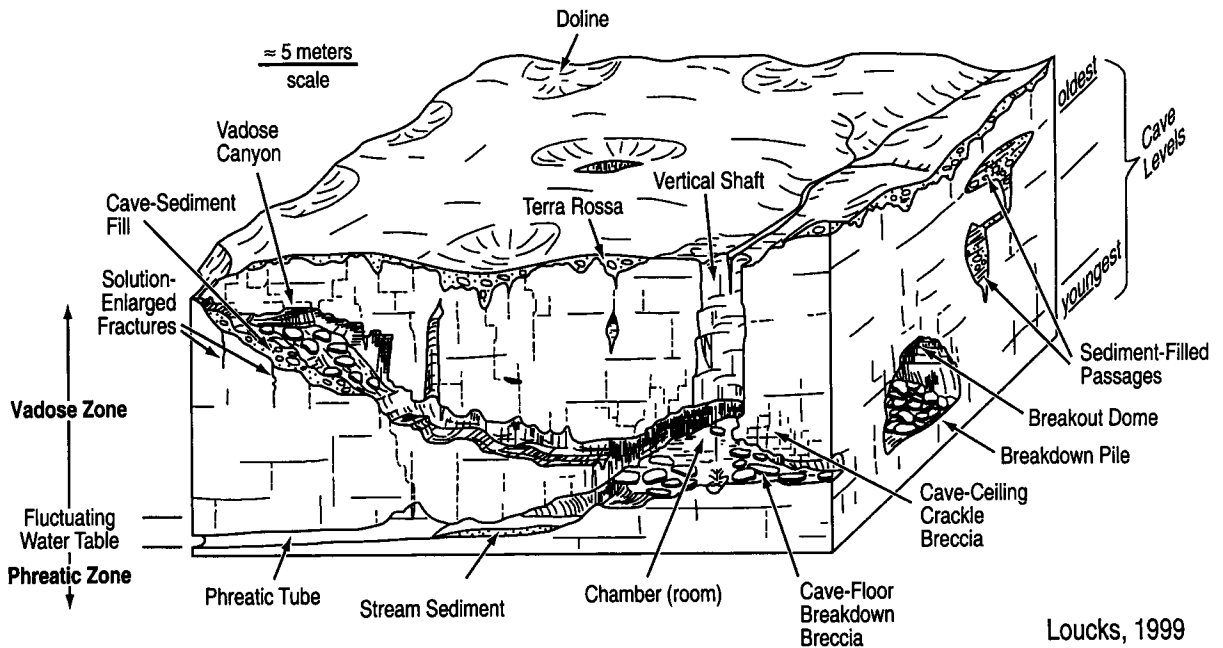 Doline
≈ 5 meters
scale
Vadose
Canyon
Cave-Sediment
Fill
Solution-
Enlarged
Fractures
Terra Rossa
Vertical Shaft
oldest
youngest
Cave
Levels
Sediment-Filled
Passages
Breakout Dome
Breakdown Pile
Cave-Ceiling
Crackle
Breccia
Vadose Zone
Fluctuating
Water Table
Phreatic Zone
Phreatic Tube
Stream Sediment
Chamber (room)
Cave-Floor
Breakdown
Breccia
Loucks, 1999